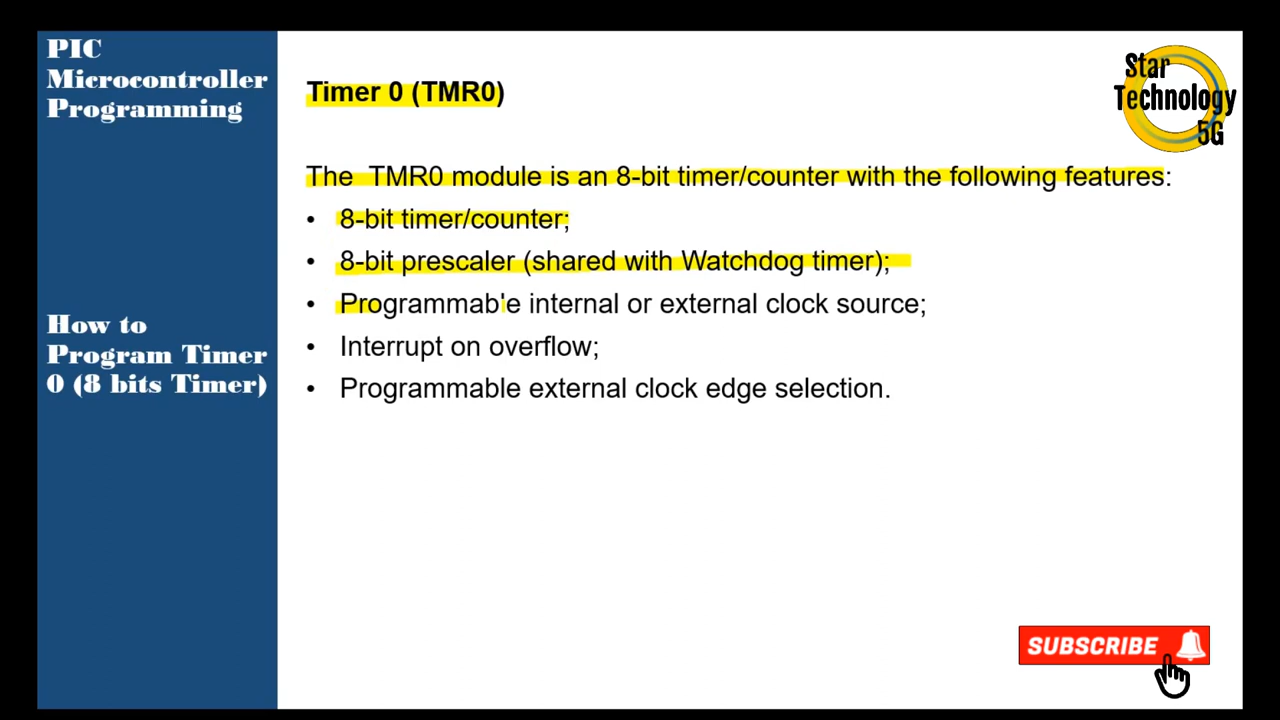 PIC
Microcontroller
Programming
How to
Program Timer
0 (8 bits Timer)
Timer 0 (TMR0)
The TMR0 module is an 8-bit timer/counter with the following features:
• 8-bit timer/counter;
• 8-bit prescaler (shared with Watchdog timer);
• Programmab'e internal or external clock source;
• Interrupt on overflow;
• Programmable external clock edge selection.
Star
Technology
5G
SUBSCRIBE